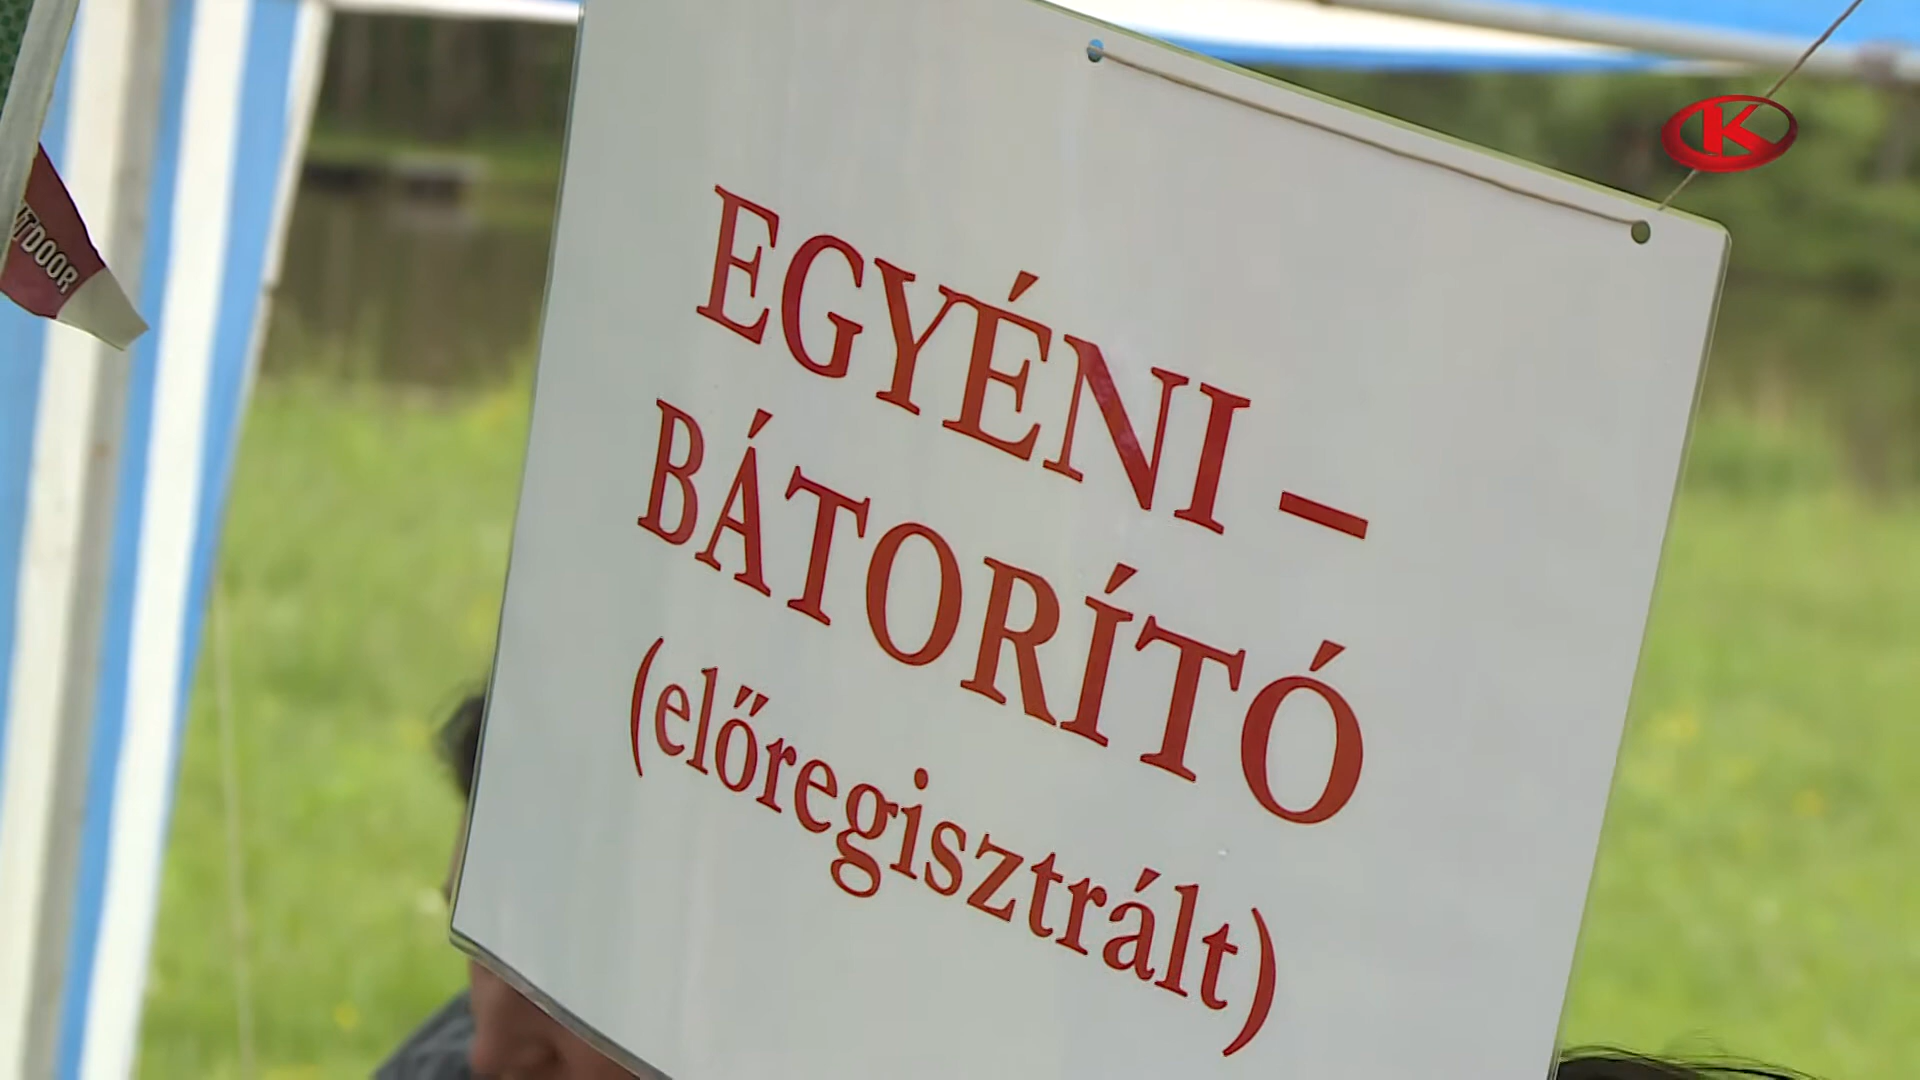 EGYÉNI –
BÁTORÍTÓ
(előregisztrált)
K